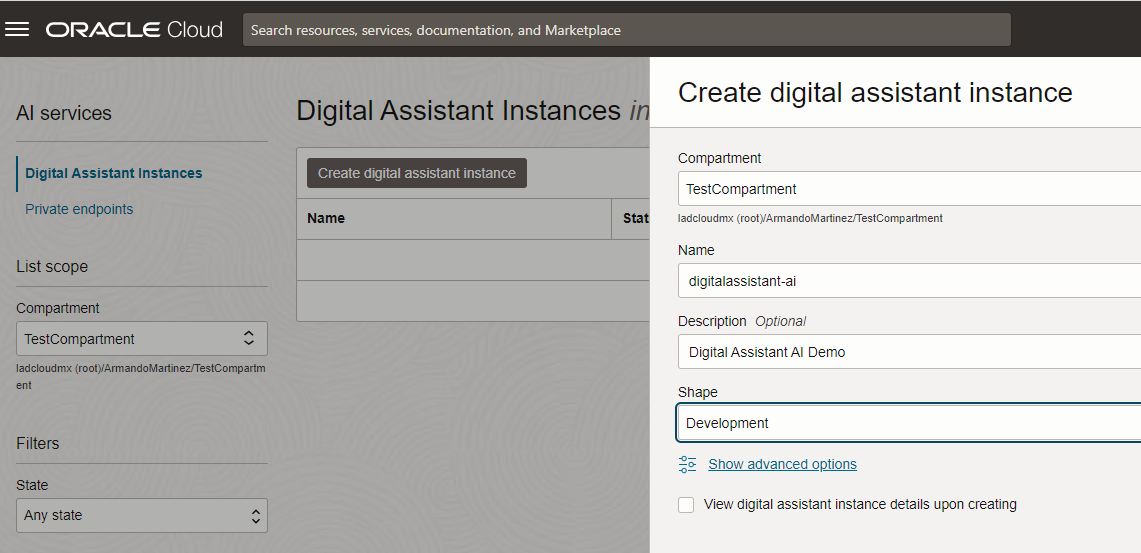 ORACLE Cloud
Search resources, services, documentation, and Marketplace
AI services
Digital Assistant Instances
Private endpoints
List scope
Compartment
TestCompartment
ladcloudmx (root)/ArmandoMartinez/TestCompartm
ent
Filters
State
Any state
Digital Assistant Instances in
Create digital assistant instance
Name
Stat
Create digital assistant instance
Compartment
TestCompartment
ladcloudmx (root)/ArmandoMartinez/TestCompartment
Name
digitalassistant-ai
Description Optional
Digital Assistant AI Demo
Shape
Development
Show advanced options
View digital assistant instance details upon creating